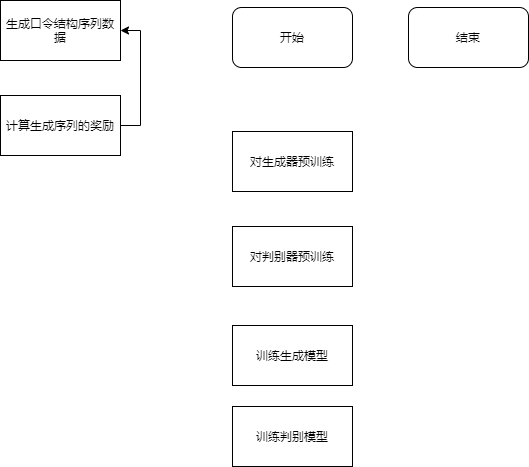 生成口令结构序列数
据
开始
结束
计算生成序列的奖励
对生成器预训练
对判别器预训练
训练生成模型
训练判别模型